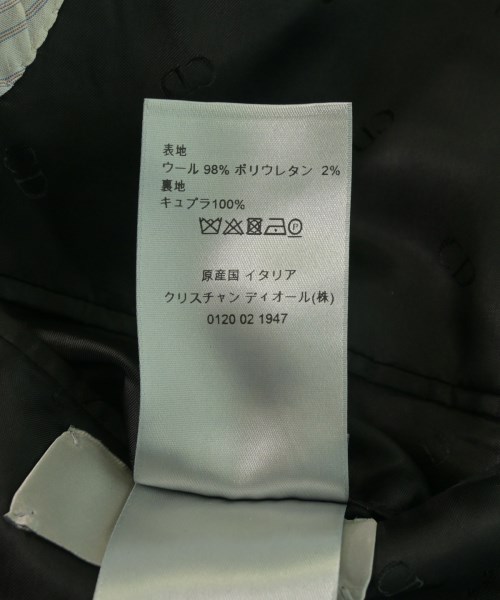 表地
ウール 98% ポリウレタン 2%
裏地
キュプラ100%
原産国 イタリア
クリスチャン ディオール(株)
0120 02 1947